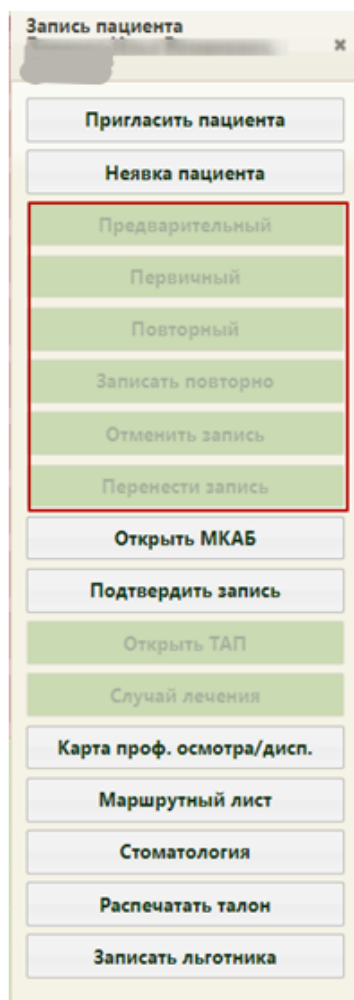 Запись пациента
Пригласить пациента
Неявка пациента
Предварительный
Первичный
Повторный
Записать повторно
Отменить запись
Перенести запись
Открыть МКАБ
Подтвердить запись
Открыть ТАП
Случай лечения
Карта проф. осмотра/дисп.
Маршрутный лист
Стоматология
Распечатать талон
Записать льготника